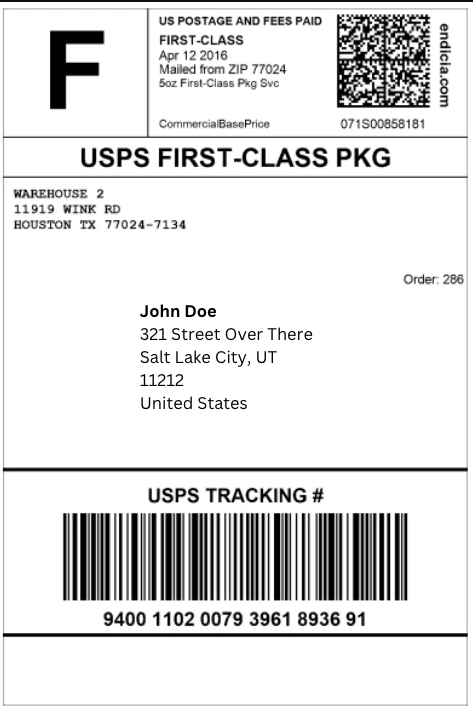 F
US POSTAGE AND FEES PAID
FIRST-CLASS
Apr 12 2016
Mailed from ZIP 77024
5oz First-Class Pkg Svc
CommercialBasePrice
071S00858181
endicia.com
USPS FIRST-CLASS PKG
WAREHOUSE 2
11919 WINK RD
HOUSTON TX 77024-7134
Order: 286
John Doe
321 Street Over There
Salt Lake City, UT
11212
United States
USPS TRACKING #
9400 1102 0079 3961 8936 91